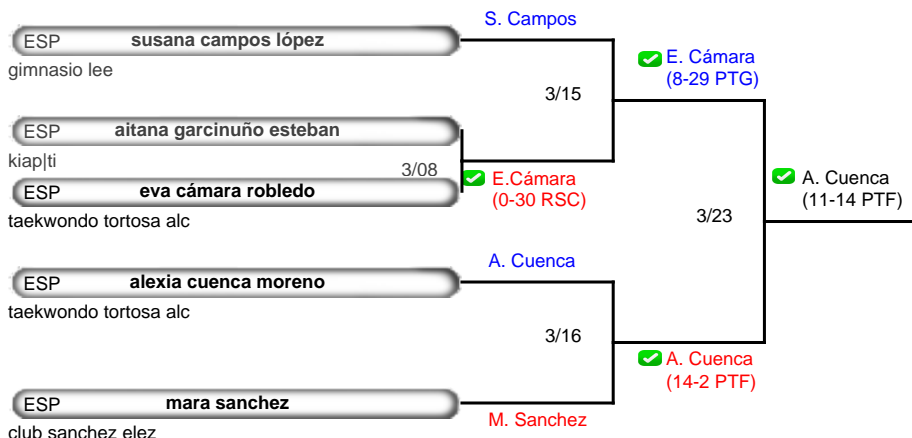 S. Campos
ESP susana campos lópez
gimnasio lee
E. Cámara
(8-29 PTG)
3/15
ESP aitana garcinuño esteban
kiap|ti
3/08
E.Cámara
(0-30 RSC)
ESP eva cámara robledo
taekwondo tortosa alc
A. Cuenca
(11-14 PTF)
3/23
A. Cuenca
ESP alexia cuenca moreno
taekwondo tortosa alc
3/16
A. Cuenca
(14-2 PTF)
ESP mara sanchez
M. Sanchez
club sanchez elez